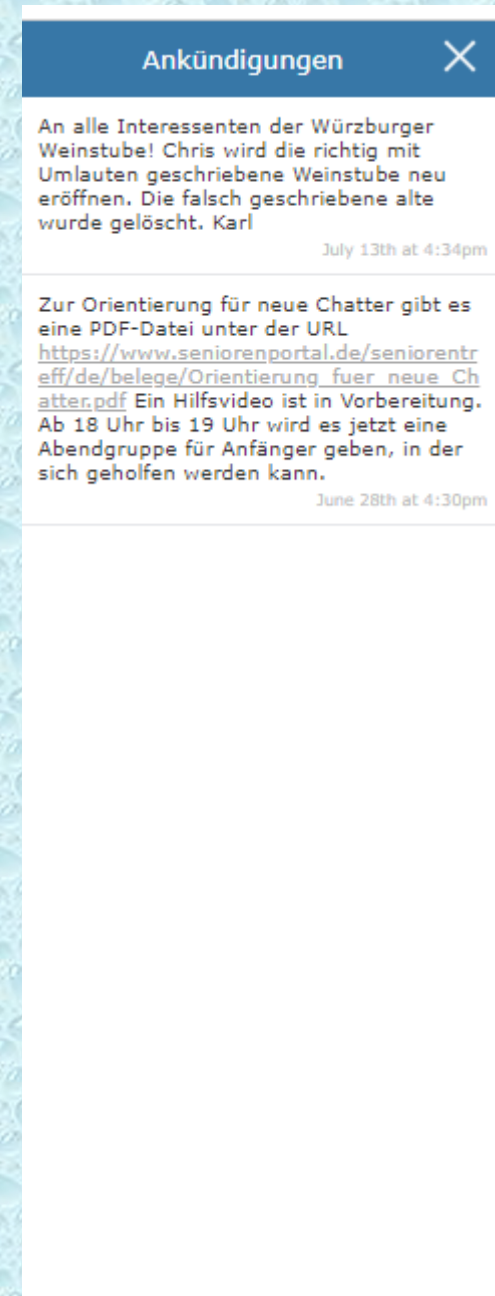 Ankündigungen
An alle Interessenten der Würzburger
Weinstube! Chris wird die richtig mit
Umlauten geschriebene Weinstube neu
eröffnen. Die falsch geschriebene alte
wurde gelöscht. Karl
July 13th at 4:34pm
Zur Orientierung für neue Chatter gibt es
eine PDF-Datei unter der URL
https://www.seniorenportal.de/seniorentr
eff/de/belege/Orientierung_fuer_neue_Ch
atter.pdf Ein Hilfsvideo ist in Vorbereitung.
Ab 18 Uhr bis 19 Uhr wird es jetzt eine
Abendgruppe für Anfänger geben, in der
sich geholfen werden kann.
June 28th at 4:30pm